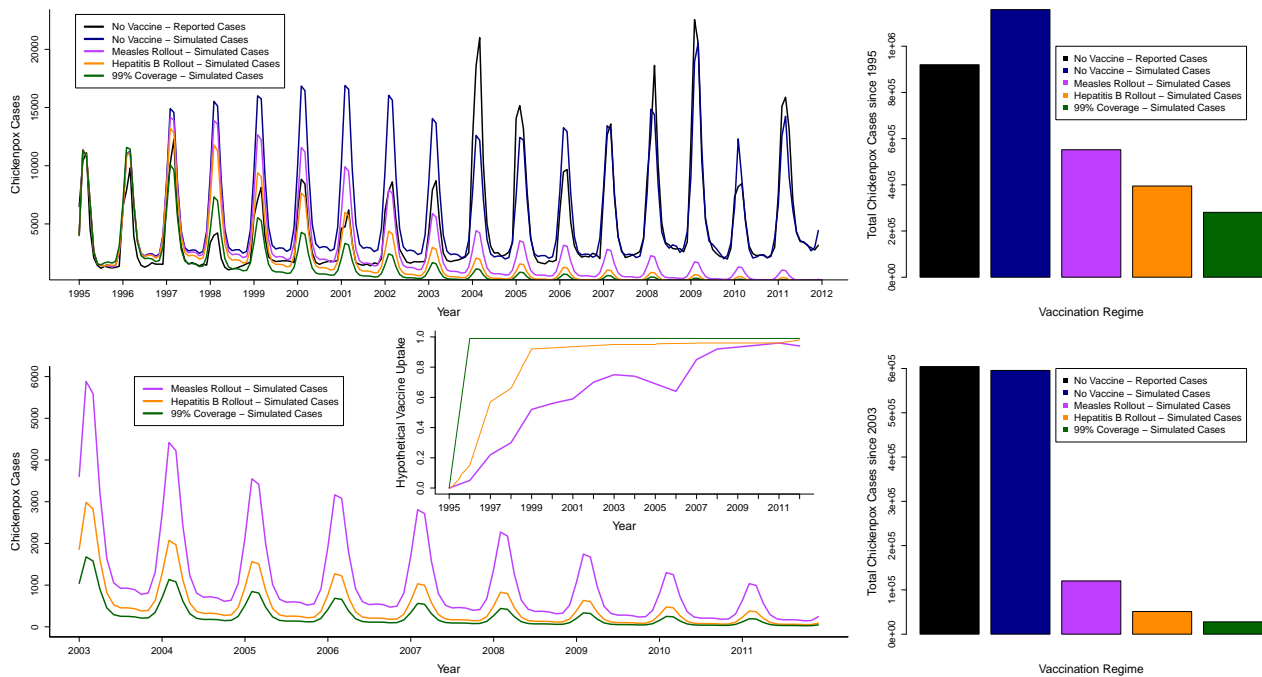 No Vaccine – Reported Cases
No Vaccine – Simulated Cases
Measles Rollout – Simulated Cases
Hepatitis B Rollout – Simulated Cases
99% Coverage – Simulated Cases
Chickenpox Cases
5000
10000
15000
20000
1995 1996 1997 1998 1999 2000 2001 2002 2003 2004 2005 2006 2007 2008 2009 2010 2011 2012
Year
Total Chickenpox Cases since 1995
0e+00 2e+05 4e+05 6e+05 8e+05 1e+06
No Vaccine – Reported Cases
No Vaccine – Simulated Cases
Measles Rollout – Simulated Cases
Hepatitis B Rollout – Simulated Cases
99% Coverage – Simulated Cases
Vaccination Regime
Measles Rollout – Simulated Cases
Hepatitis B Rollout – Simulated Cases
99% Coverage – Simulated Cases
Chickenpox Cases
0 1000 2000 3000 4000 5000 6000
2003 2004 2005 2006 2007 2008 2009 2010 2011
Year
Hypothetical Vaccine Uptake
0.0 0.2 0.4 0.6 0.8 1.0
1995 1997 1999 2001 2003 2005 2007 2009 2011
Year
Total Chickenpox Cases since 2003
0e+00 1e+05 2e+05 3e+05 4e+05 5e+05 6e+05
No Vaccine – Reported Cases
No Vaccine – Simulated Cases
Measles Rollout – Simulated Cases
Hepatitis B Rollout – Simulated Cases
99% Coverage – Simulated Cases
Vaccination Regime